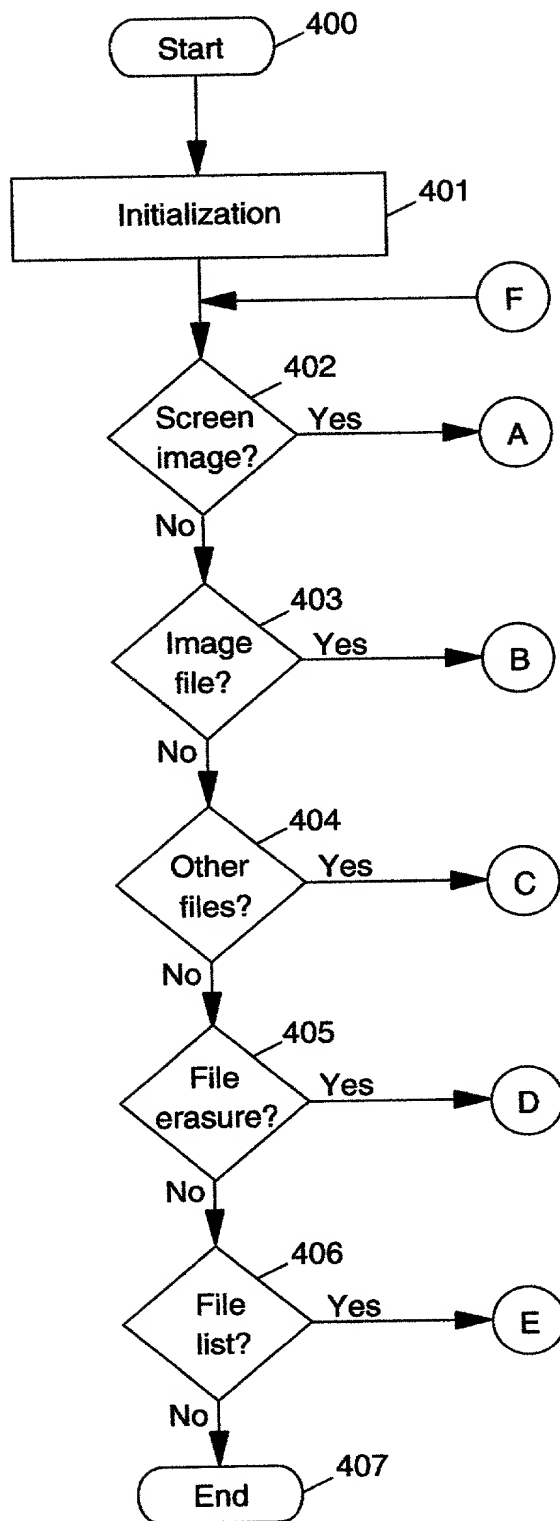 Start
400
Initialization
401
F
402
Screen
image?
Yes
A
No
403
Image
file?
Yes
B
No
404
Other
files?
Yes
C
No
405
File
erasure?
Yes
D
No
406
File
list?
Yes
E
No
End
407